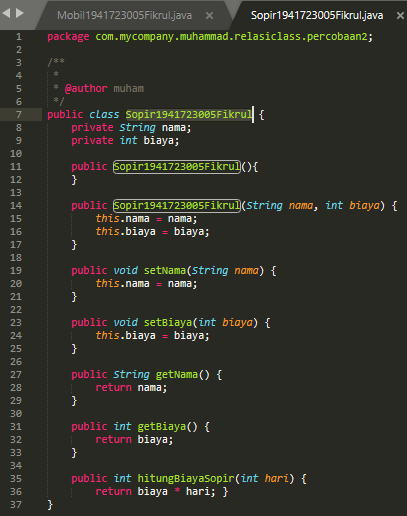 Mobil1941723005Fikrul.java × Sopir1941723005Fikrul.java ×
1 package com.mycompany.muhammad.relasiclass.percobaan2;
2
3 /**
4 *
5 * @author muham
6 */
7 public class Sopir1941723005Fikrul {
8 private String nama;
9 private int biaya;
10
11 public Sopir1941723005Fikrul(){
12 }
13
14 public Sopir1941723005Fikrul(String nama, int biaya) {
15 this.nama = nama;
16 this.biaya = biaya;
17 }
18
19 public void setNama(String nama) {
20 this.nama = nama;
21 }
22
23 public void setBiaya(int biaya) {
24 this.biaya = biaya;
25 }
26
27 public String getNama() {
28 return nama;
29 }
30
31 public int getBiaya() {
32 return biaya;
33 }
34
35 public int hitungBiayaSopir(int hari) {
36 return biaya * hari; }
37 }